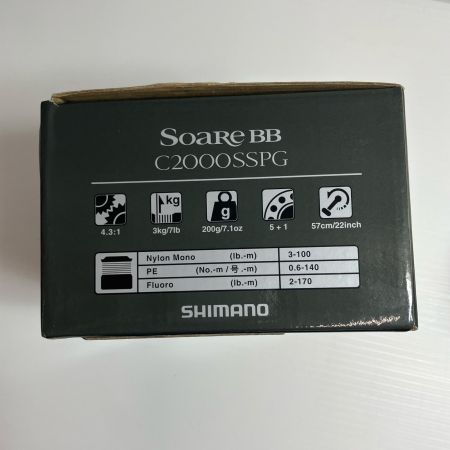 SOARE BB
C2000SSPG
kg
g
4.3:1 3kg/7lb 200g/7.1oz 5 + 1 57cm/22inch
Nylon Mono (lb.-m) 3-100
PE (No.-m / 号.-m) 0.6-140
Fluoro (lb.-m) 2-170
SHIMANO